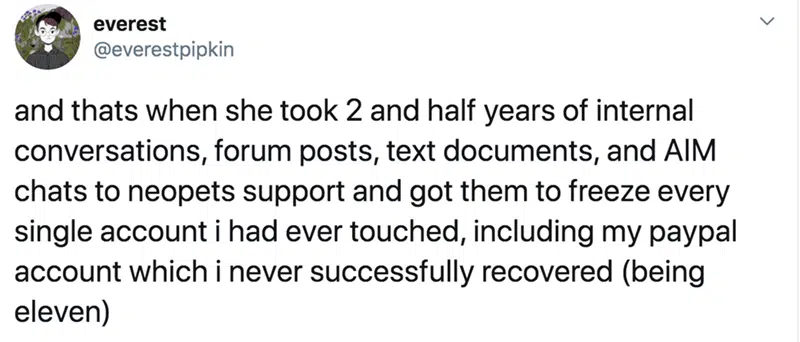 everest
@everestpipkin
and thats when she took 2 and half years of internal
conversations, forum posts, text documents, and AIM
chats to neopets support and got them to freeze every
single account i had ever touched, including my paypal
account which i never successfully recovered (being
eleven)